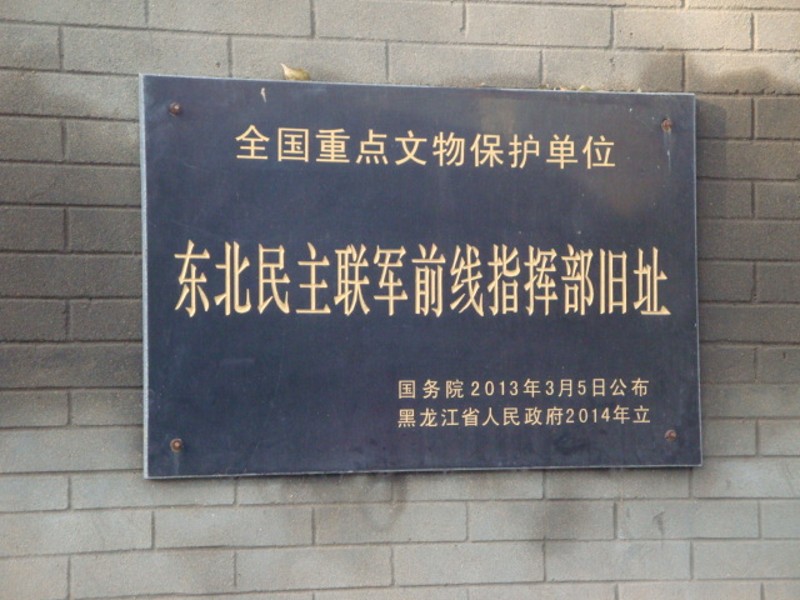 全国重点文物保护单位
东北民主联军前线指挥部旧址
国务院2013年3月5日公布
黑龙江省人民政府2014年立